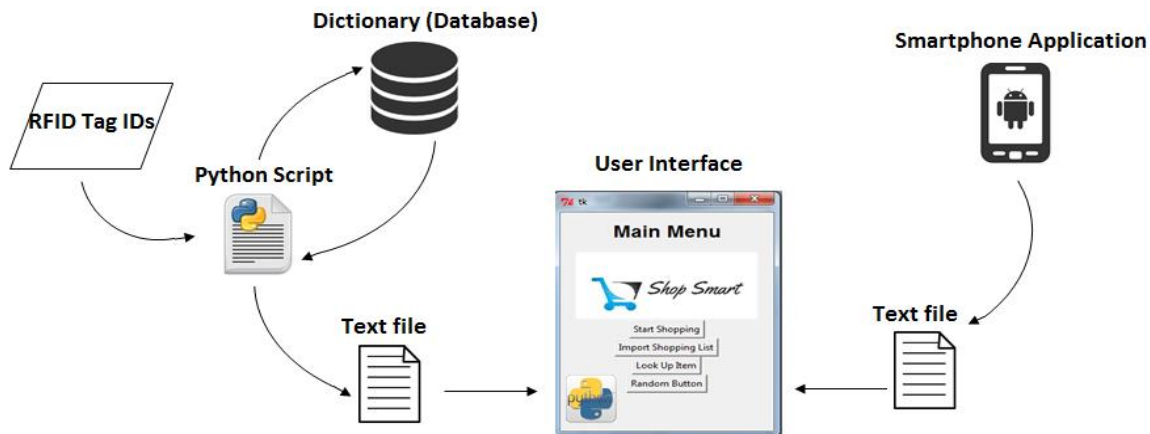 Dictionary (Database)
Smartphone Application
RFID Tag IDs
Python Script
User Interface
tk
Main Menu
Shop Smart
Start Shopping
Import Shopping List
Look Up Item
Random Button
python
Text file
Text file